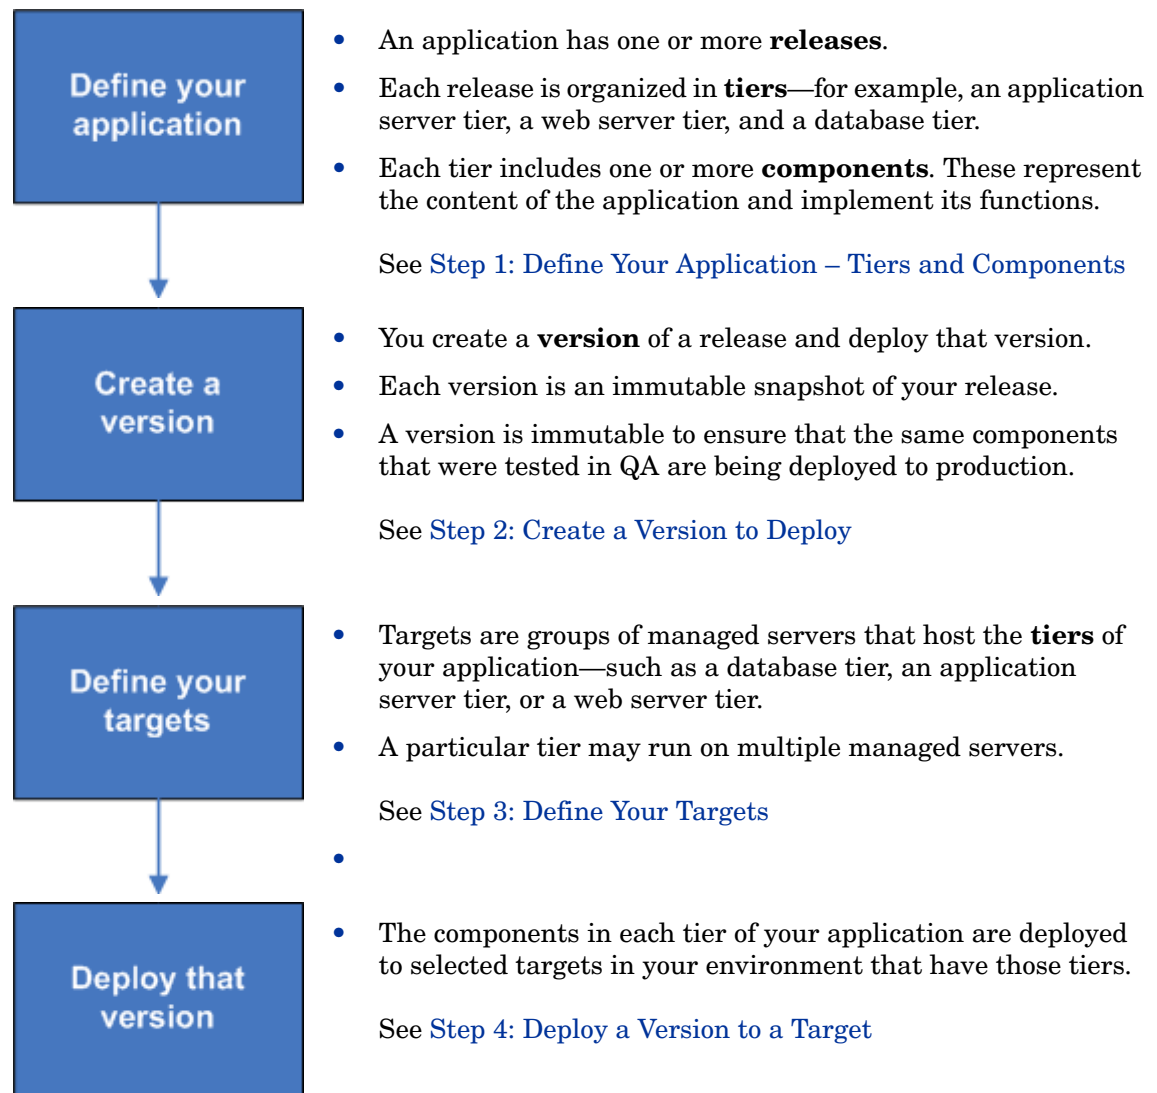 Define your
application
• An application has one or more releases.
• Each release is organized in tiers—for example, an application
server tier, a web server tier, and a database tier.
• Each tier includes one or more components. These represent
the content of the application and implement its functions.
See Step 1: Define Your Application – Tiers and Components
Create a
version
• You create a version of a release and deploy that version.
• Each version is an immutable snapshot of your release.
• A version is immutable to ensure that the same components
that were tested in QA are being deployed to production.
See Step 2: Create a Version to Deploy
Define your
targets
• Targets are groups of managed servers that host the tiers of
your application—such as a database tier, an application
server tier, or a web server tier.
• A particular tier may run on multiple managed servers.
See Step 3: Define Your Targets
•
Deploy that
version
• The components in each tier of your application are deployed
to selected targets in your environment that have those tiers.
See Step 4: Deploy a Version to a Target